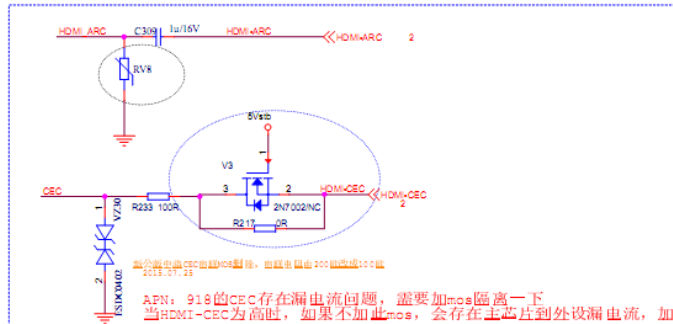 HDMI_ARC C309 1u/16V HDMI-ARC HDMI-ARC 2
RV8
5Vstb
V3 1
CEC 3 2 HDMI-CEC HDMI-CEC
R233 100R 2N7002/NC 2
1 VZ30 R217 0R
2 ESDC0402
2015.07.25
APN: 918的CEC存在漏电流问题，需要加mos隔离一下
当HDMI-CEC为高时，如果不加此mos，会存在主芯片到外设漏电流，加